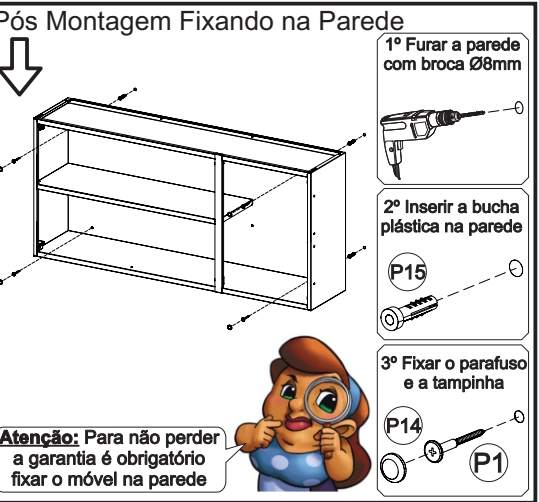 Pós Montagem Fixando na Parede
1º Furar a parede
com broca Ø8mm
2º Inserir a bucha
plástica na parede
P15
3º Fixar o parafuso
e a tampinha
P14
P1
Atenção: Para não perder
a garantia é obrigatório
fixar o móvel na parede